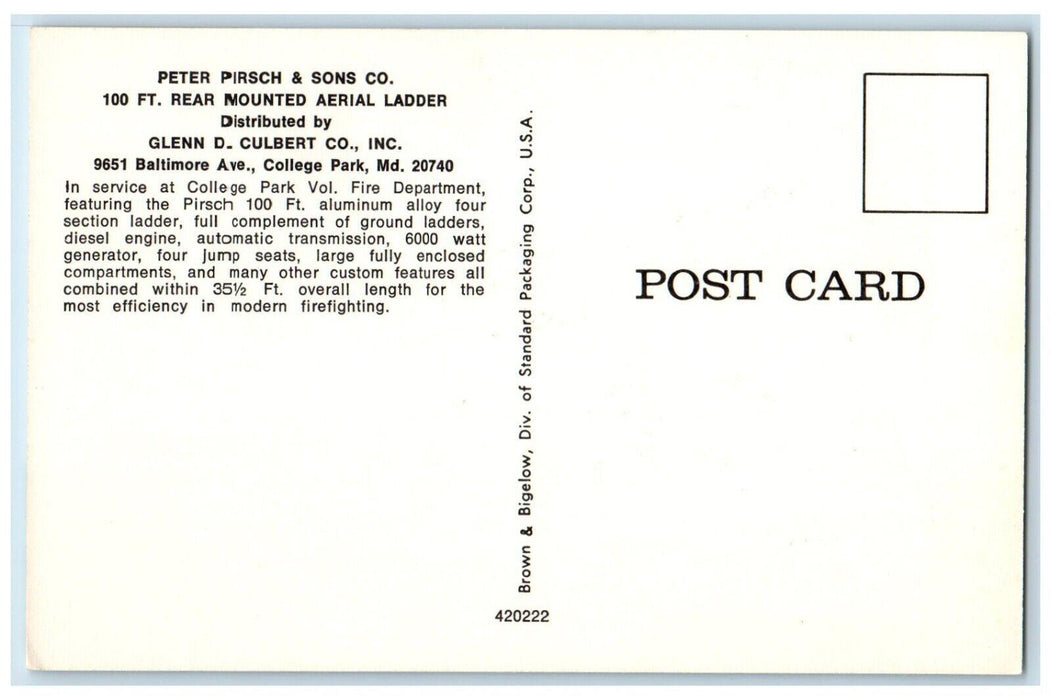 PETER PIRSCH & SONS CO.
100 FT. REAR MOUNTED AERIAL LADDER
Distributed by
GLENN D. CULBERT CO., INC.
9651 Baltimore Ave., College Park, Md. 20740
In service at College Park Vol. Fire Department,
featuring the Pirsch 100 Ft. aluminum alloy four
section ladder, full complement of ground ladders,
diesel engine, automatic transmission, 6000 watt
generator, four jump seats, large fully enclosed
compartments, and many other custom features all
combined within 35½ Ft. overall length for the
most efficiency in modern firefighting.
Brown & Bigelow, Div. of Standard Packaging Corp., U.S.A.
420222
POST CARD